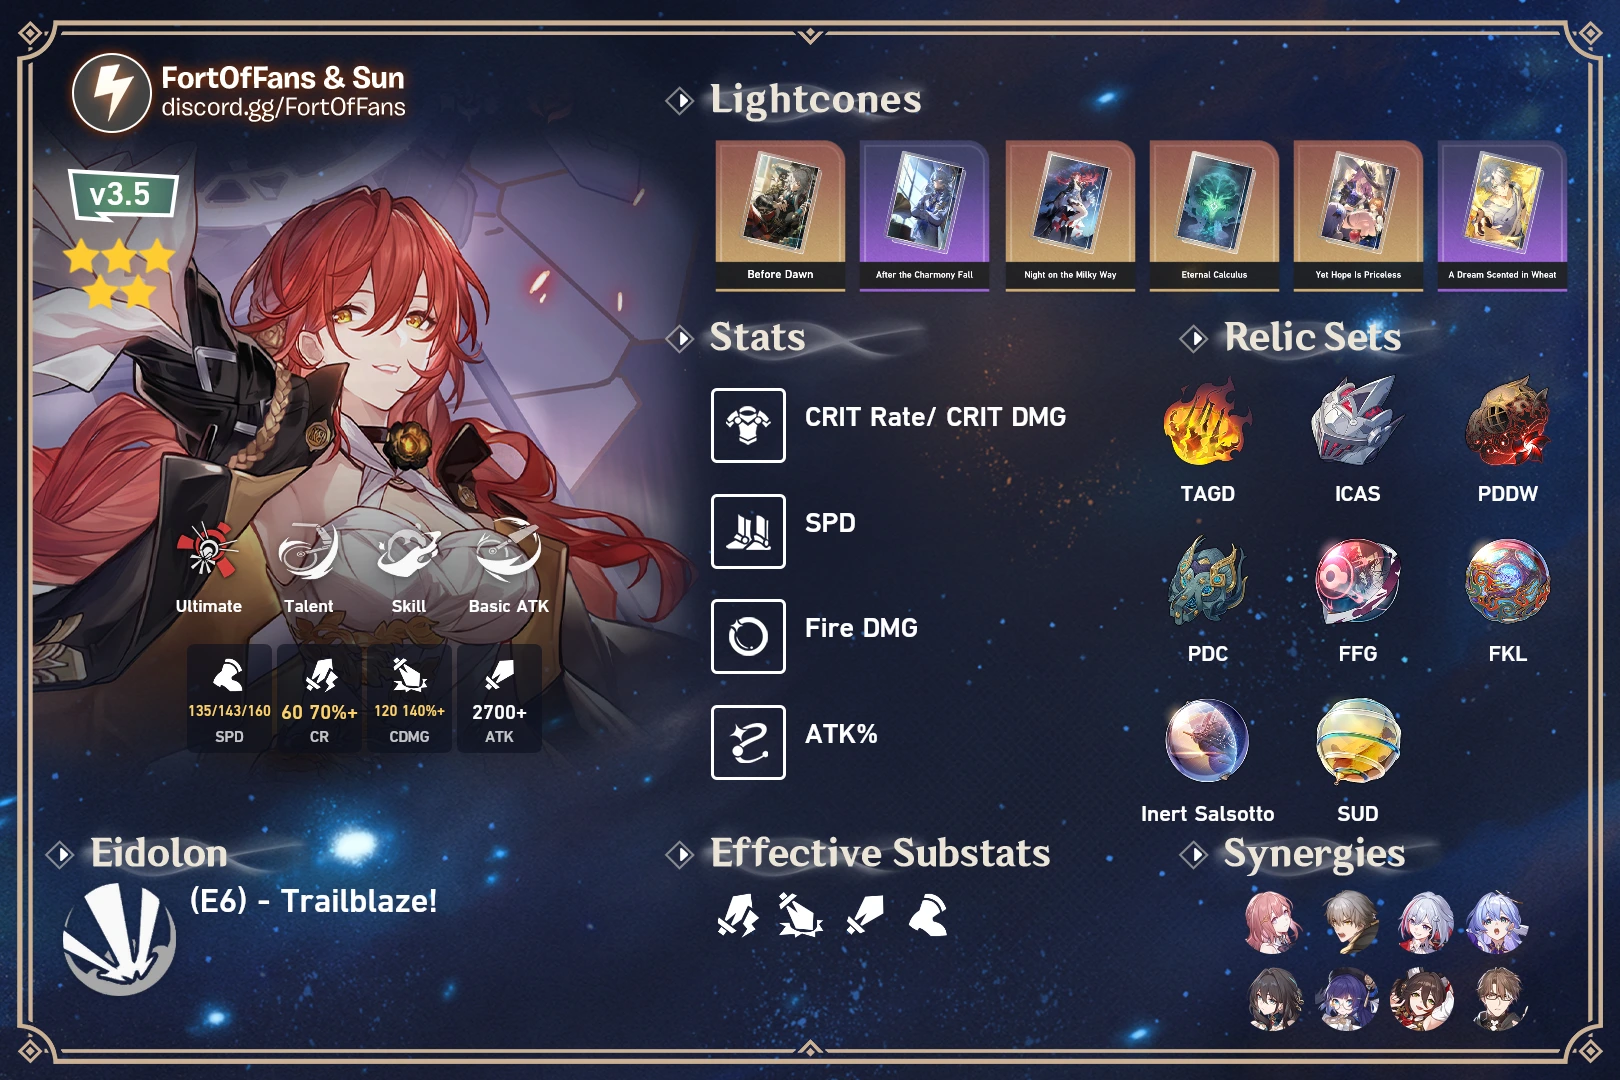 FortOfFans & Sun
discord.gg/FortOfFans
v3.5
Ultimate
Talent
Skill
Basic ATK
135/143/160
SPD
60 70%+
CR
120 140%+
CDMG
2700+
ATK
Eidolon
(E6) - Trailblaze!
Lightcones
Before Dawn
After the Charmony Fall
Night on the Milky Way
Eternal Calculus
Yet Hope Is Priceless
A Dream Scented in Wheat
Stats
CRIT Rate/ CRIT DMG
SPD
Fire DMG
ATK%
Relic Sets
TAGD
ICAS
PDDW
PDC
FFG
FKL
Inert Salsotto
SUD
Effective Substats
Synergies